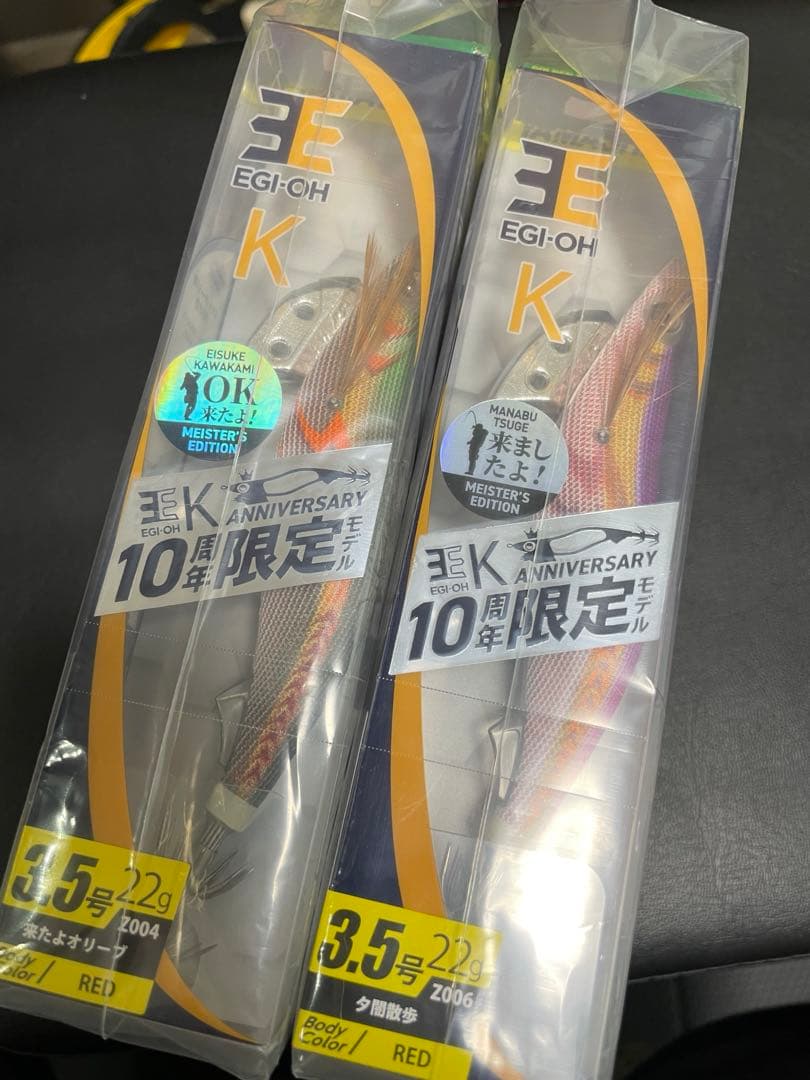 EGI-OH
K
EISUKE
KAWAKAMI
OK
来たよ!
MEISTER'S
EDITION
EGI-OH
K
ANNIVERSARY
10周年限定モデル
3.5号 22g
Z004
来たよオリーブ
Body
Color / RED
EGI-OH
K
MANABU
TSUGE
来まし
たよ!
MEISTER'S
EDITION
EGI-OH
K
ANNIVERSARY
10周年限定モデル
3.5号 22g
Z006
夕闇散歩
Body
Color / RED